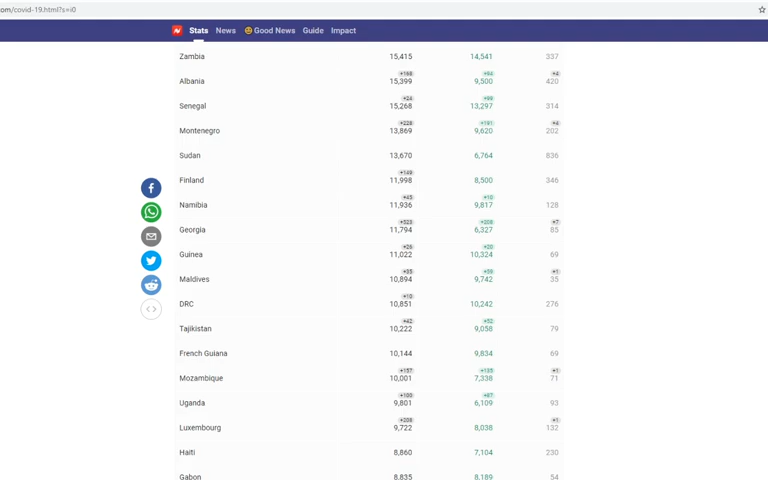 om/covid-19.html?s=i0
Stats News Good News Guide Impact
Zambia 15,415 14,541 337
+168 +94 +4
Albania 15,399 9,500 420
+24 +99
Senegal 15,268 13,297 314
+228 +191 +4
Montenegro 13,869 9,620 202
Sudan 13,670 6,764 836
+149
Finland 11,998 8,500 346
+45 +10
Namibia 11,936 9,817 128
+523 +208 +7
Georgia 11,794 6,327 85
+26 +20
Guinea 11,022 10,324 69
+35 +39 +1
Maldives 10,894 9,742 35
+10
DRC 10,851 10,242 276
+42 +52
Tajikistan 10,222 9,058 79
French Guiana 10,144 9,834 69
+157 +135 +1
Mozambique 10,001 7,338 71
+100 +67
Uganda 9,801 6,109 93
+208 +1
Luxembourg 9,722 8,038 132
Haiti 8,860 7,104 230
Gabon 8,835 8,189 54